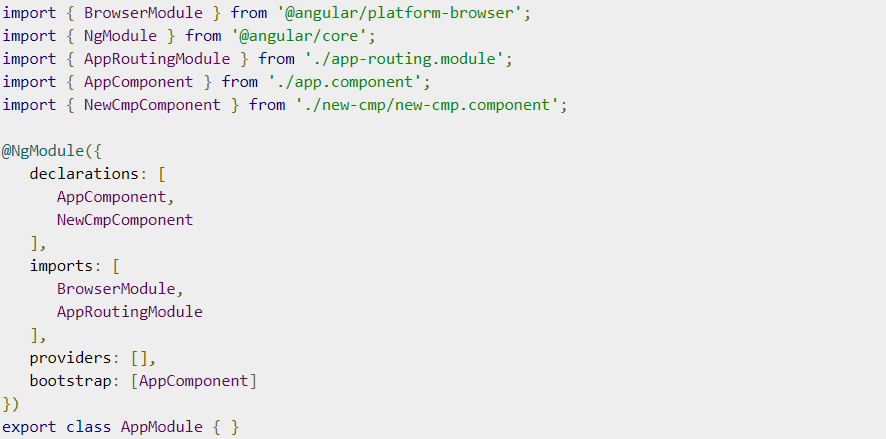 import { BrowserModule } from '@angular/platform-browser';
import { NgModule } from '@angular/core';
import { AppRoutingModule } from './app-routing.module';
import { AppComponent } from './app.component';
import { NewCmpComponent } from './new-cmp/new-cmp.component';

@NgModule({
   declarations: [
      AppComponent,
      NewCmpComponent
   ],
   imports: [
      BrowserModule,
      AppRoutingModule
   ],
   providers: [],
   bootstrap: [AppComponent]
})
export class AppModule { }